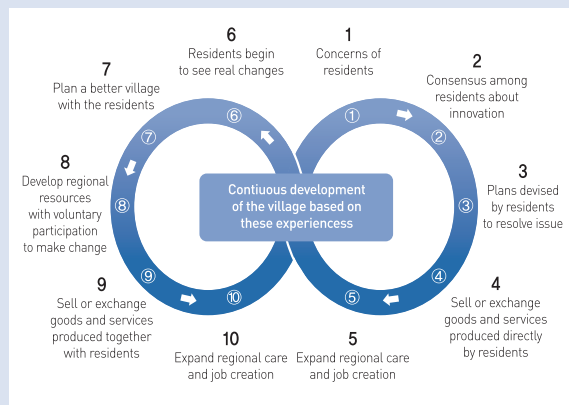 1
Concerns of
residents
2
Consensus among
residents about
innovation
3
Plans devised
by residents
to resolve issue
4
Sell or exchange
goods and services
produced directly
by residents
5
Expand regional care
and job creation
6
Residents begin
to see real changes
7
Plan a better village
with the residents
8
Develop regional
resources
with voluntary
participation
to make change
9
Sell or exchange
goods and services
produced together
with residents
10
Expand regional care
and job creation
Contiuous development
of the village based on
these experiencess
①
②
③
④
⑤
⑥
⑦
⑧
⑨
⑩